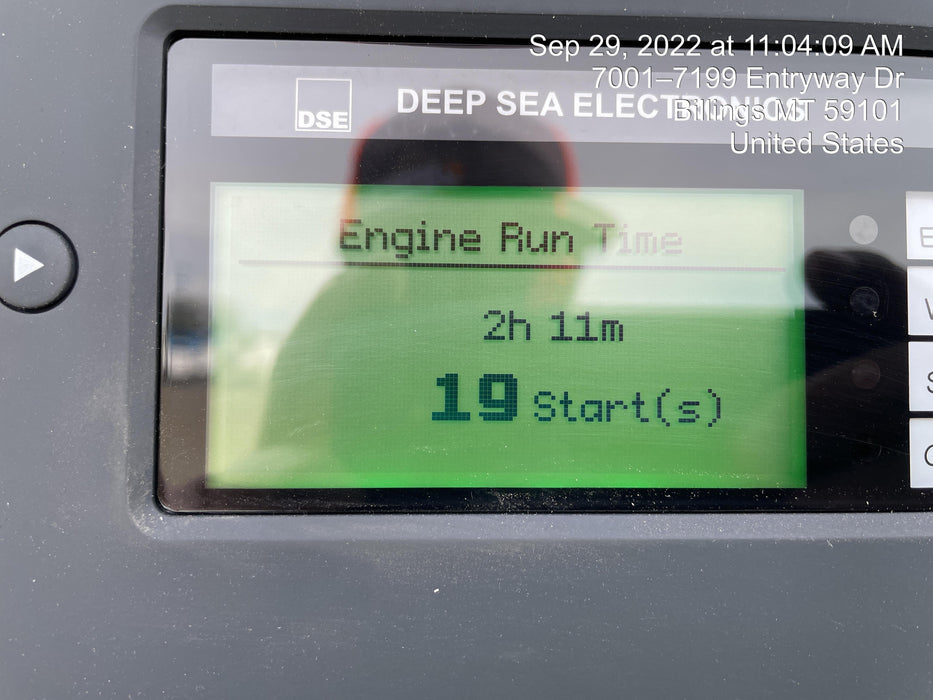 Sep 29, 2022 at 11:04:09 AM
7001–7199 Entryway Dr
Billings MT 59101
United States
DSE
DEEP SEA ELECTRONICS
Engine Run Time
2h 11m
19 Start(s)